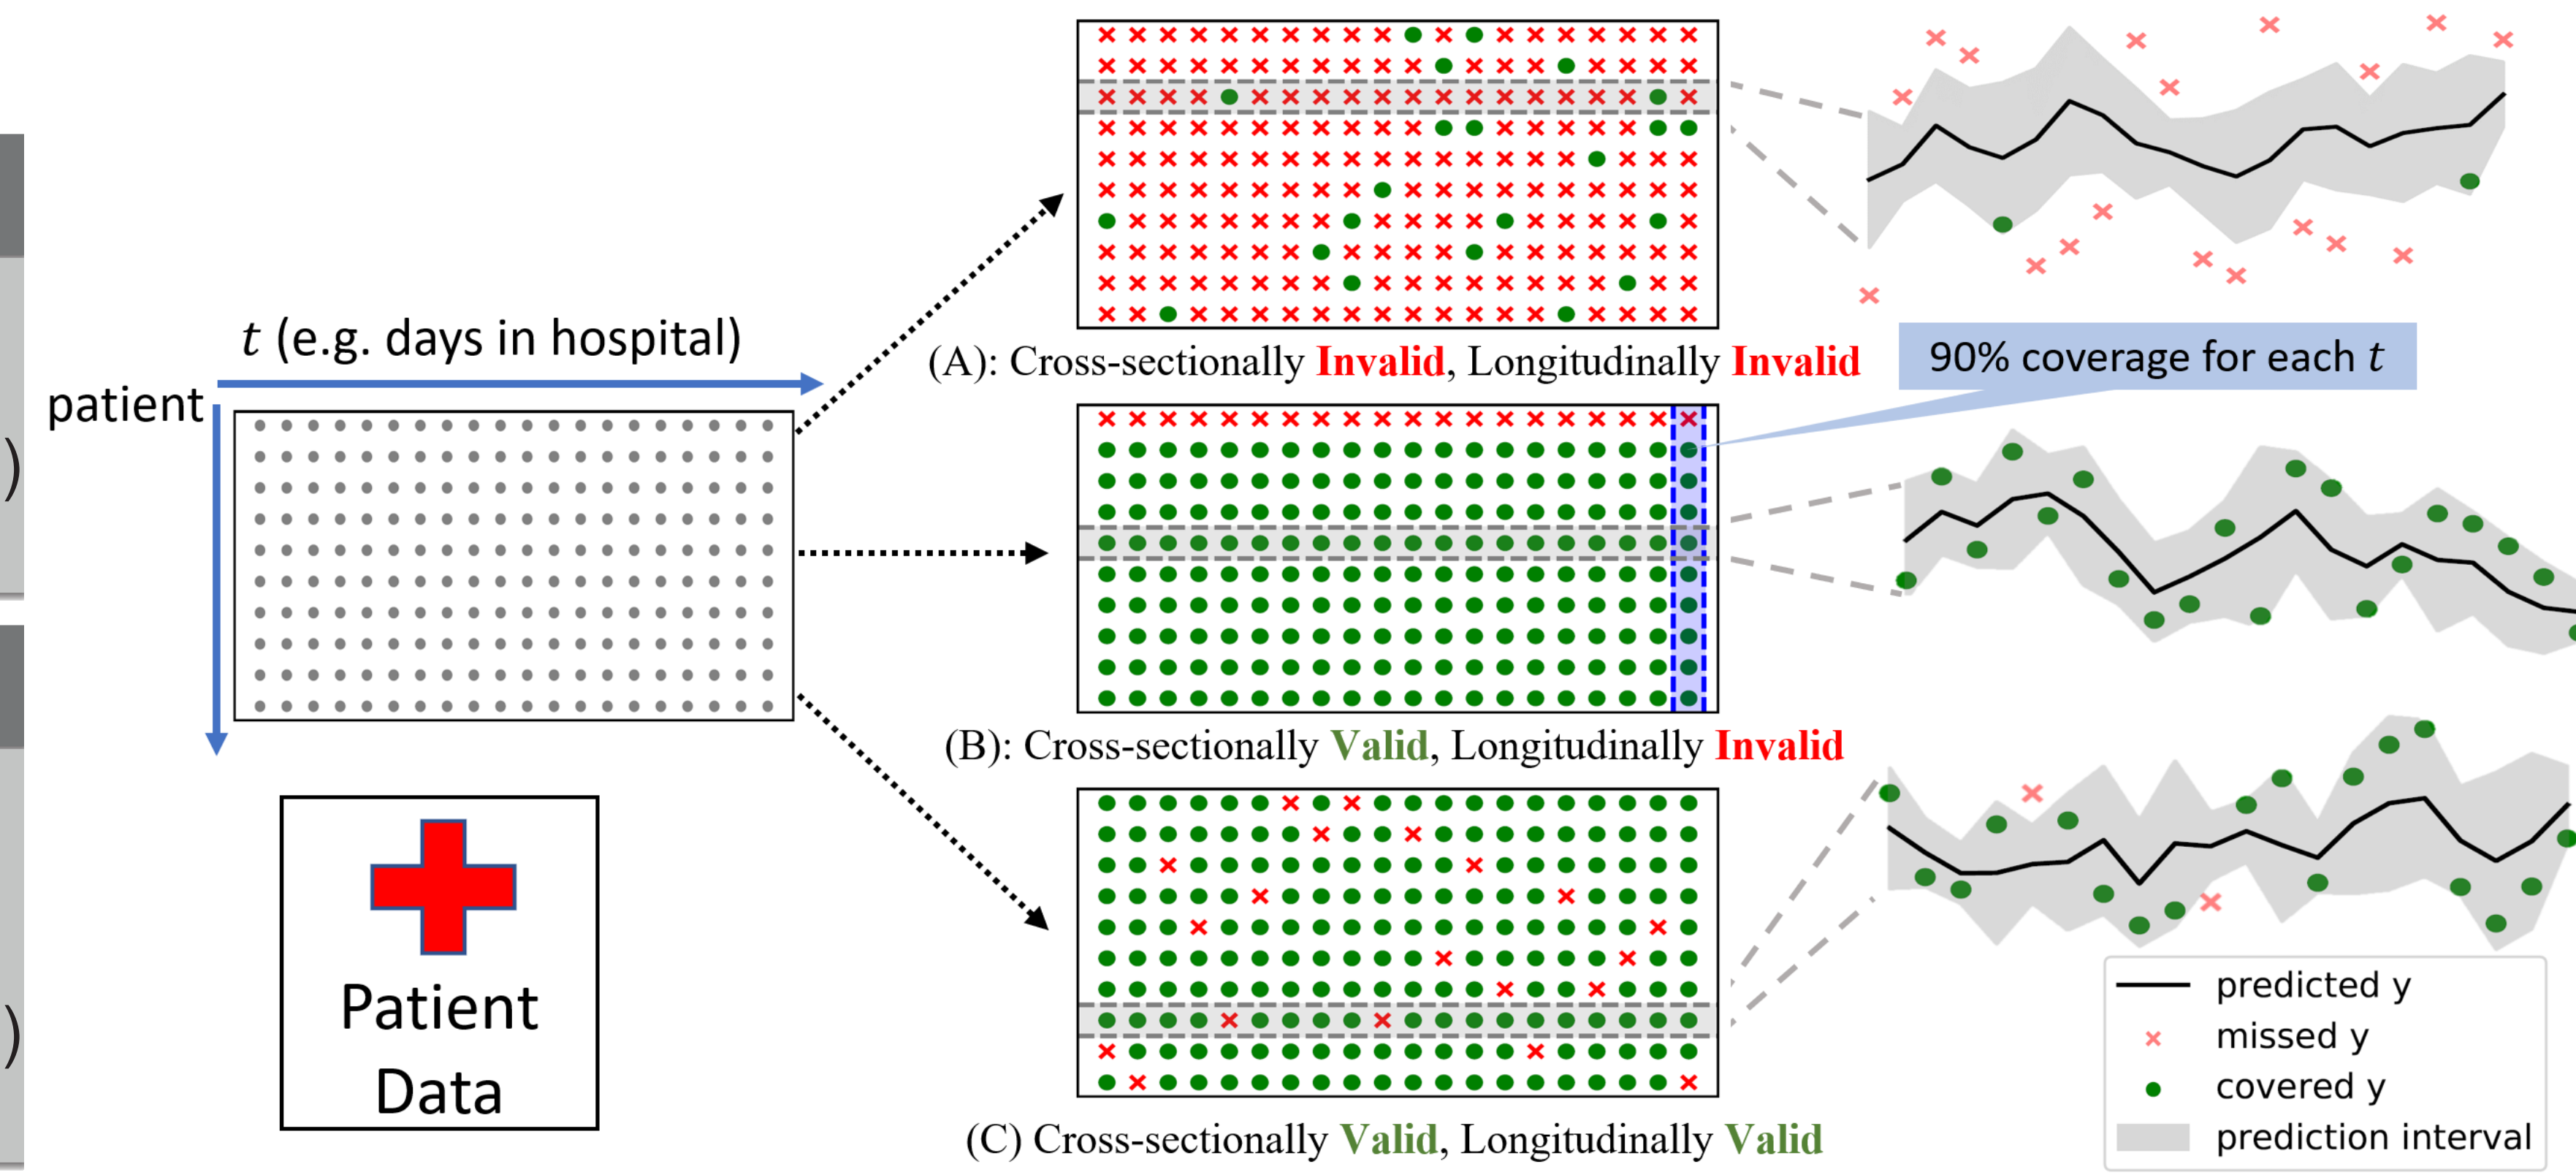 )
)
t (e.g. days in hospital)
patient
Patient
Data
(A): Cross-sectionally Invalid, Longitudinally Invalid
90% coverage for each t
(B): Cross-sectionally Valid, Longitudinally Invalid
(C) Cross-sectionally Valid, Longitudinally Valid
predicted y
missed y
covered y
prediction interval